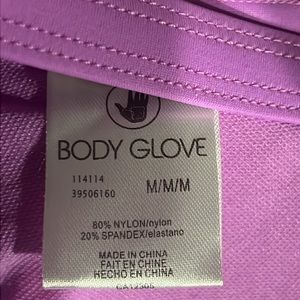 BODY GLOVE
114114
39506160 M/M/M
80% NYLON/nylon
20% SPANDEX/elastano
MADE IN CHINA
FAIT EN CHINE
HECHO EN CHINA
CA12305